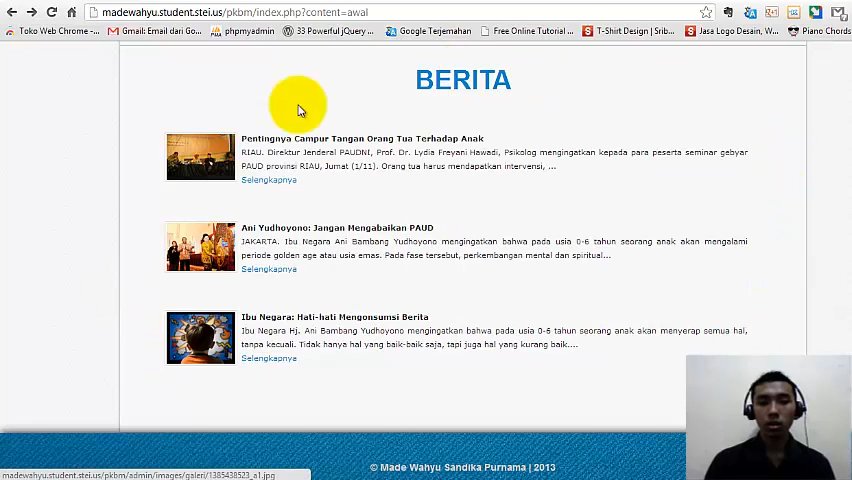 madewahyu.student.stei.us/pkbm/index.php?content=awal
Toko Web Chrome -...
Gmail: Email dari Go...
phpmyadmin
33 Powerful jQuery ...
Google Terjemahan
Free Online Tutorial ...
T-Shirt Design | Srib...
Jasa Logo Desain, W...
Piano Chords
BERITA
Pentingnya Campur Tangan Orang Tua Terhadap Anak
RIAU. Direktur Jenderal PAUDNI, Prof. Dr. Lydia Freyani Hawadi, Psikolog mengingatkan kepada para peserta seminar gebyar
PAUD provinsi RIAU, Jumat (1/11). Orang tua harus mendapatkan intervensi, ...
Selengkapnya
Ani Yudhoyono: Jangan Mengabaikan PAUD
JAKARTA. Ibu Negara Ani Bambang Yudhoyono mengingatkan bahwa pada usia 0-6 tahun seorang anak akan mengalami
periode golden age atau usia emas. Pada fase tersebut, perkembangan mental dan spiritual...
Selengkapnya
Ibu Negara: Hati-hati Mengonsumsi Berita
Ibu Negara Hj. Ani Bambang Yudhoyono mengingatkan bahwa pada usia 0-6 tahun seorang anak akan menyerap semua hal,
tanpa kecuali. Tidak hanya hal yang baik-baik saja, tapi juga hal yang kurang baik....
Selengkapnya
© Made Wahyu Sandika Purnama | 2013
madewahyu.student.stei.us/pkbm/admin/images/galeri/1385438523_a1.jpg